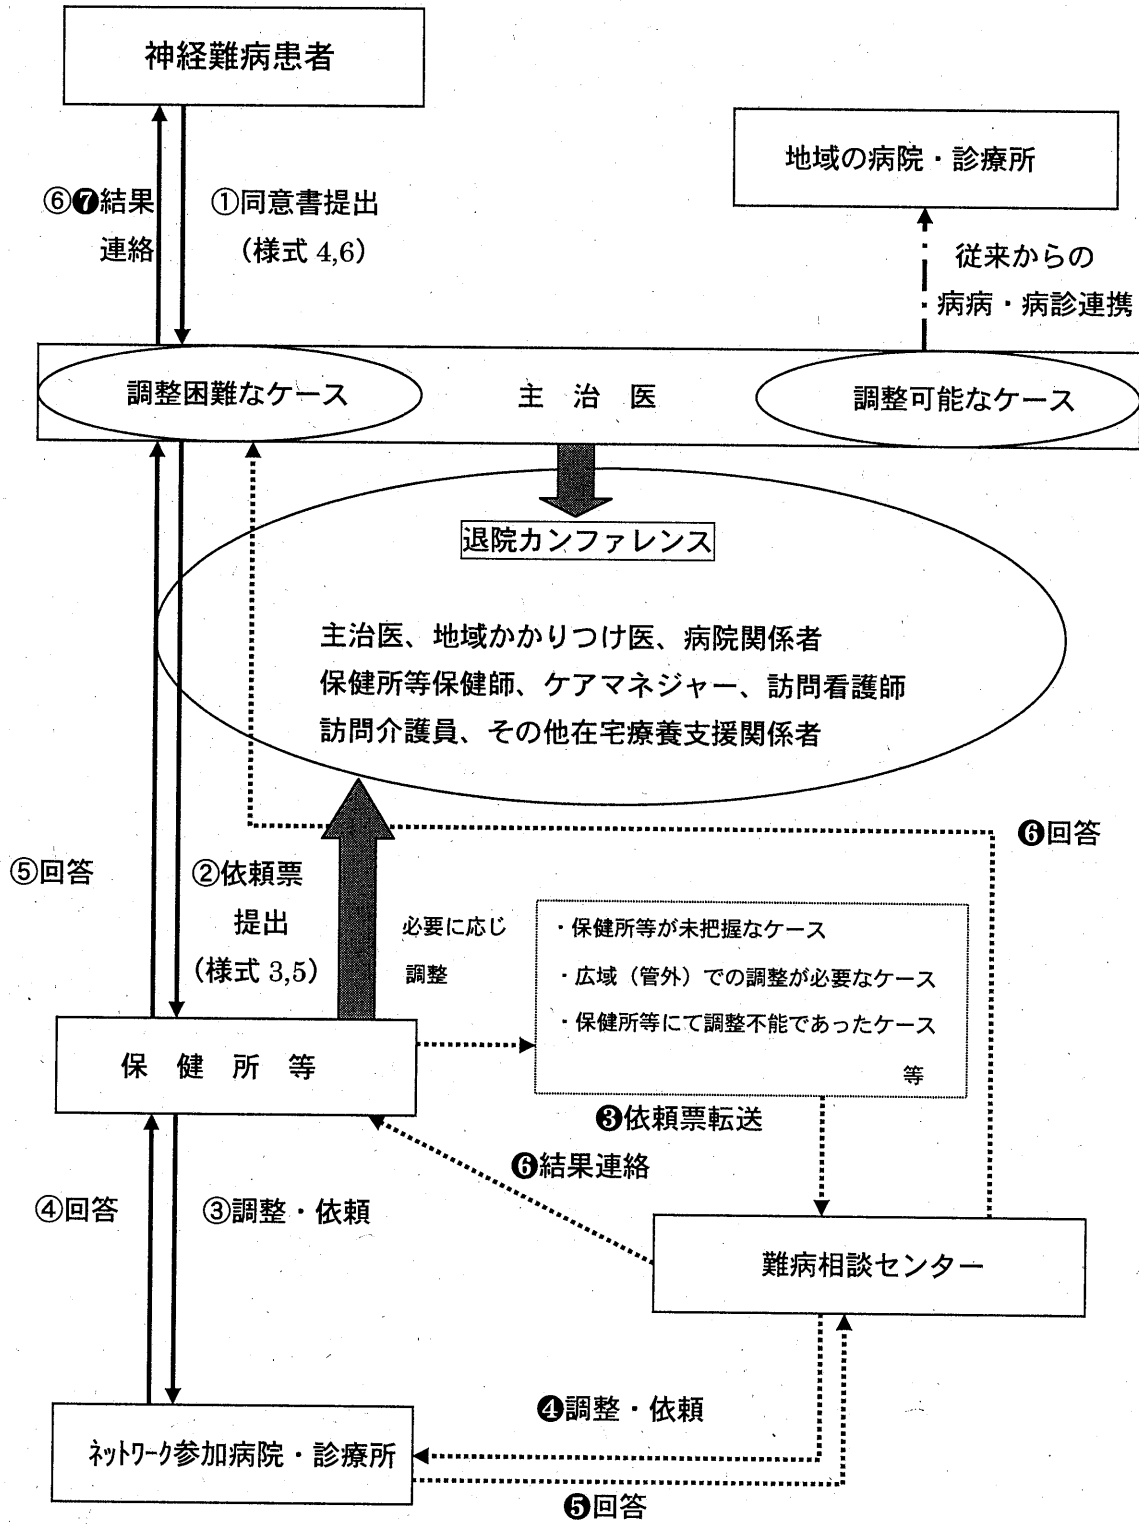 神経難病患者
地域の病院・診療所
⑥❼結果
連絡
①同意書提出
（様式 4,6）
従来からの
病病・病診連携
調整困難なケース
主　治　医
調整可能なケース
退院カンファレンス
主治医、地域かかりつけ医、病院関係者
保健所等保健師、ケアマネジャー、訪問看護師
訪問介護員、その他在宅療養支援関係者
❻回答
⑤回答
②依頼票
提出
（様式 3,5）
必要に応じ
調整
・保健所等が未把握なケース
・広域（管外）での調整が必要なケース
・保健所等にて調整不能であったケース
等
保　健　所　等
❸依頼票転送
❻結果連絡
④回答
③調整・依頼
難病相談センター
❹調整・依頼
ﾈｯﾄﾜｰｸ参加病院・診療所
❺回答